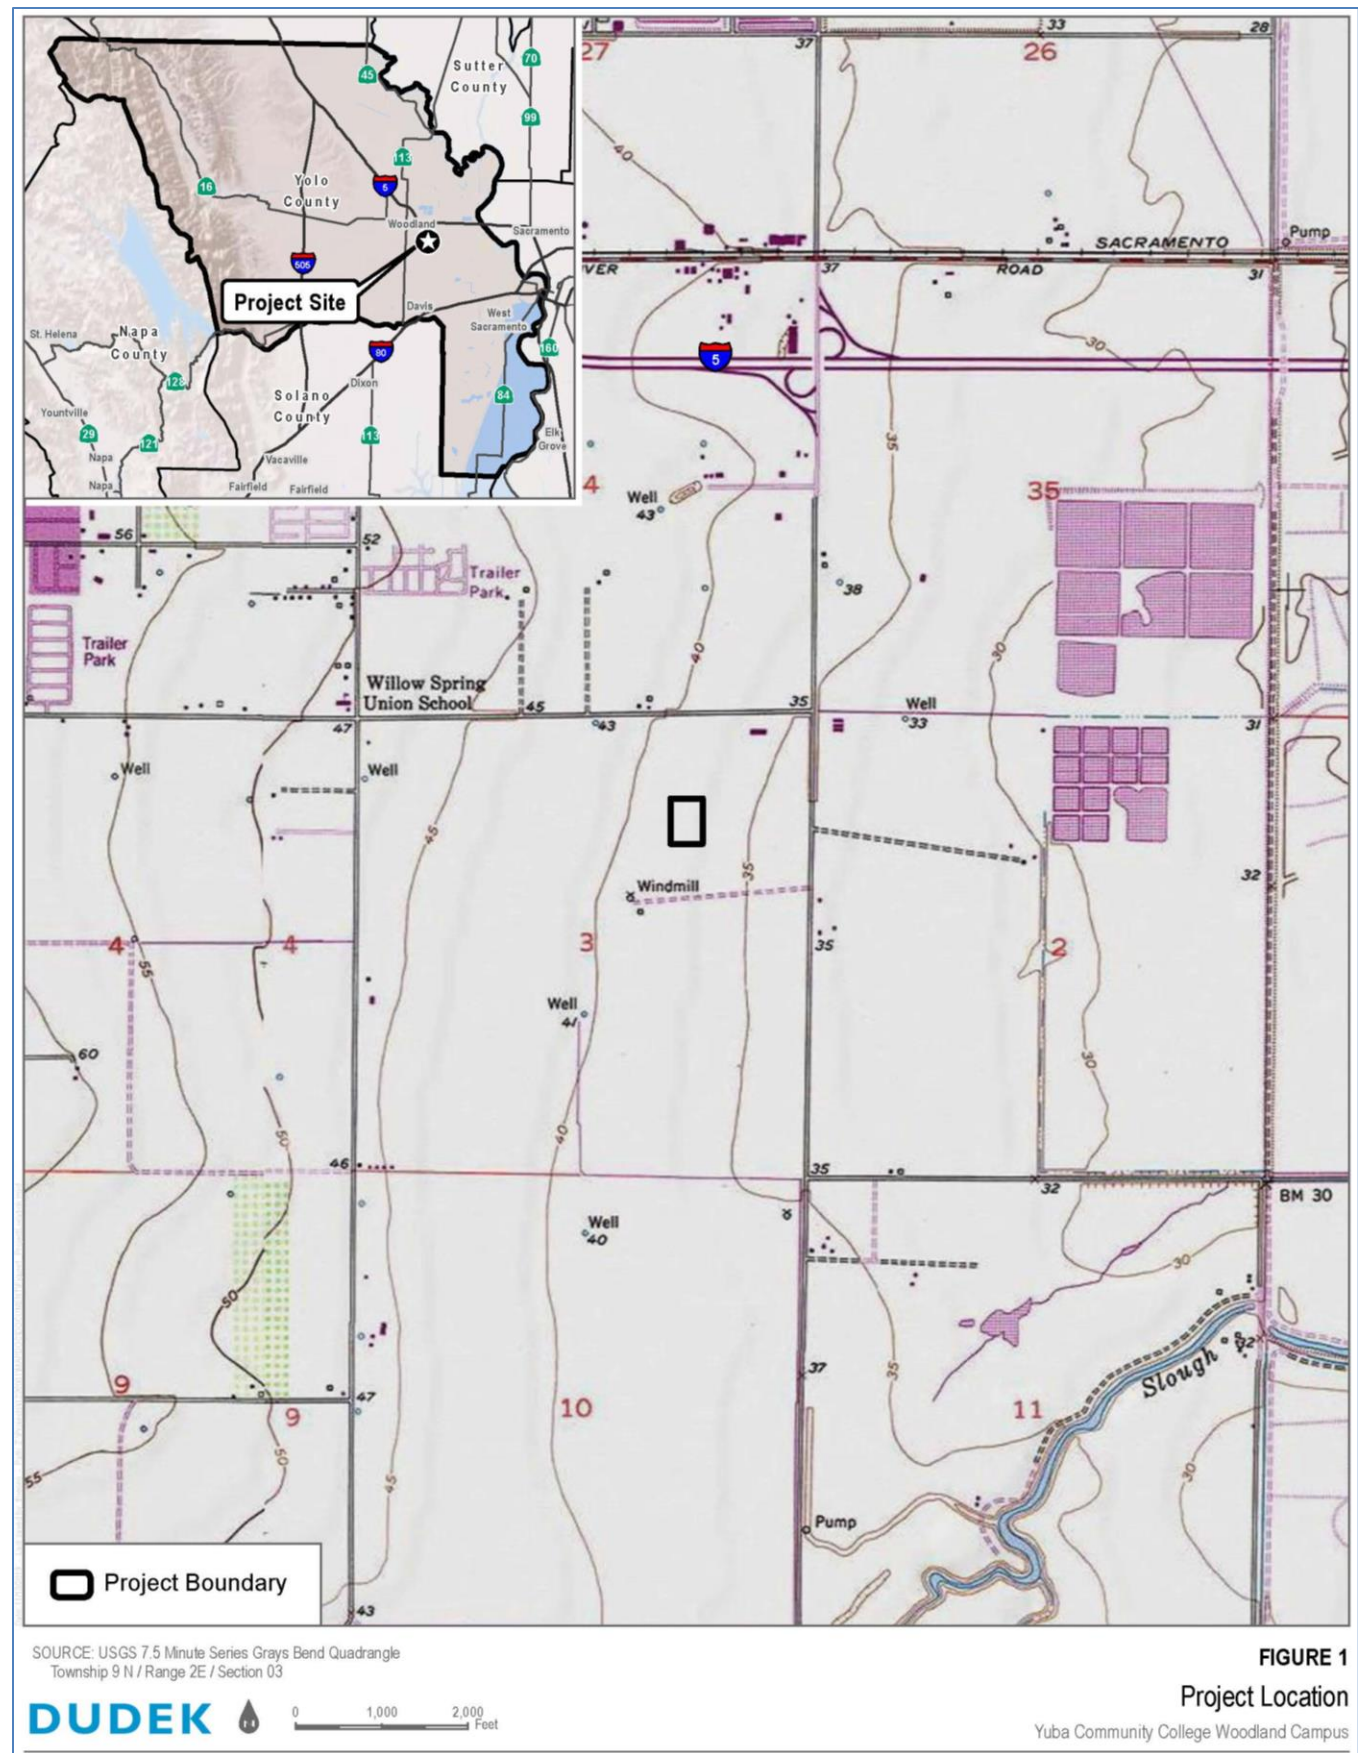 45
Sutter
County
70
99
113
16
Yolo
County
5
Woodland
Sacramento
505
Project Site
Davis
West
Sacramento
St. Helena
Napa
County
80
160
128
Dixon
84
Solano
County
Yountville
29
121
113
Elk
Grove
Napa
Vacaville
Napa
Fairfield
Fairfield
27
37
33
26
28
40
Pump
SACRAMENTO
VER
37
ROAD
31
5
30
35
4
Well
43
35
56
52
Trailer
Park
38
Trailer
Park
40
30
Willow Spring
Union School
45
35
Well
47
43
33
31
Well
Well
45
35
Windmill
32
4
4
3
35
2
55
Well
41
60
30
50
40
46
35
32
BM 30
Well
40
30
50
35
37
32
Slough
9
47
9
10
11
50
55
45
30
Pump
Project Boundary
43
SOURCE: USGS 7.5 Minute Series Grays Bend Quadrangle
Township 9 N / Range 2E / Section 03
FIGURE 1
Project Location
DUDEK
0 1,000 2,000
Feet
Yuba Community College Woodland Campus